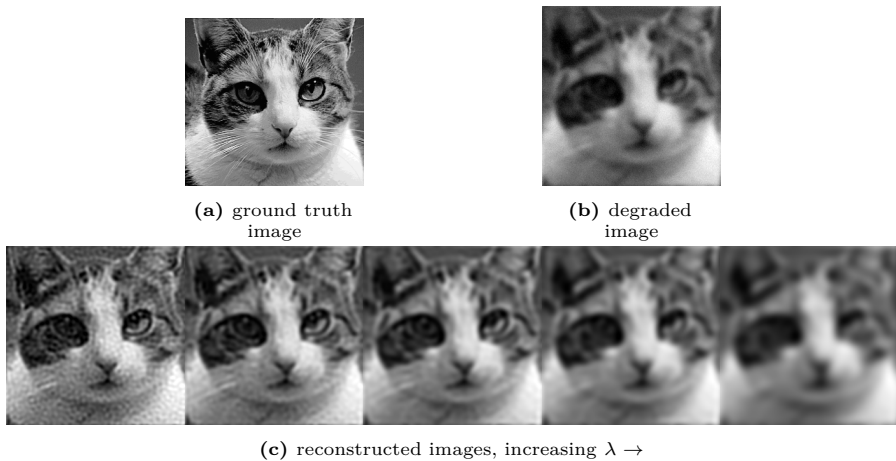 (a) ground truth
image
(b) degraded
image
(c) reconstructed images, increasing λ →